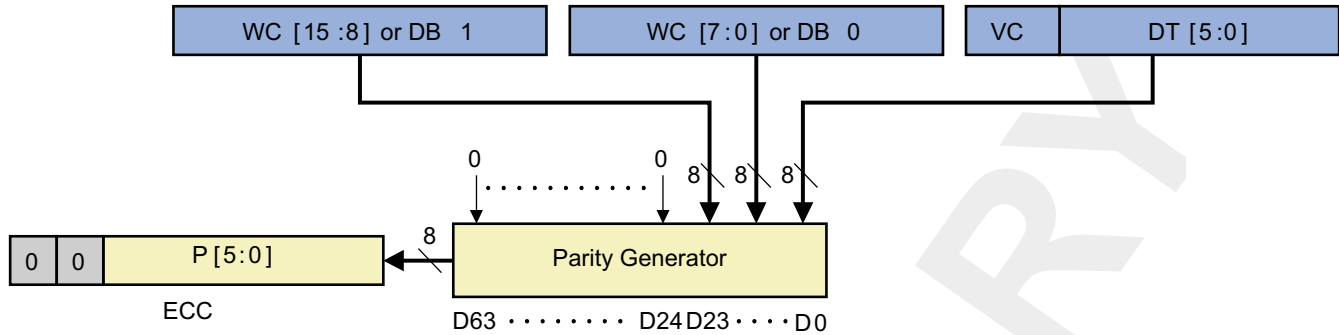 WC [15 :8] or DB 1
WC [7:0] or DB 0
VC
DT [5:0]
0
0
8
8
8
8
0
0
P [5:0]
Parity Generator
ECC
D63 · · · · · · · · D24 D23 · · · · D0